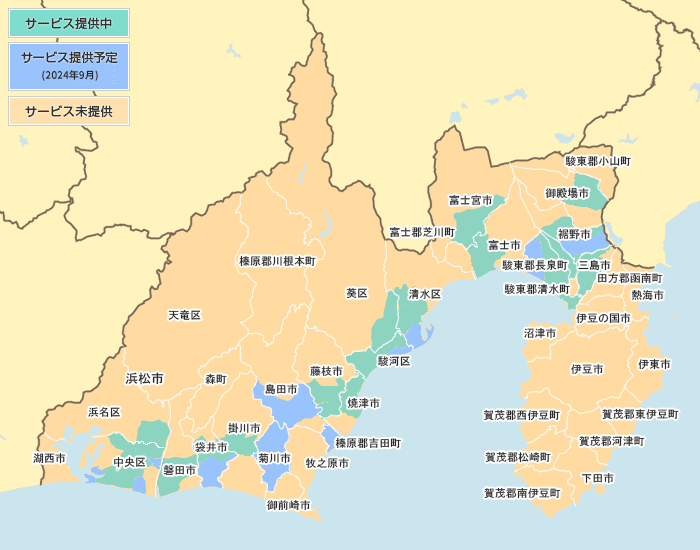 サービス提供中
サービス提供予定
(2024年9月)
サービス未提供
駿東郡小山町
御殿場市
富士宮市
富士郡芝川町
裾野市
富士市
榛原郡川根本町
駿東郡長泉町
三島市
田方郡函南町
駿東郡清水町
熱海市
葵区
清水区
天竜区
伊豆の国市
沼津市
駿河区
伊東市
伊豆市
藤枝市
浜松市
森町
島田市
焼津市
浜名区
賀茂郡西伊豆町
賀茂郡東伊豆町
掛川市
榛原郡吉田町
賀茂郡河津町
袋井市
湖西市
中央区
菊川市
牧之原市
賀茂郡松崎町
磐田市
下田市
賀茂郡南伊豆町
御前崎市